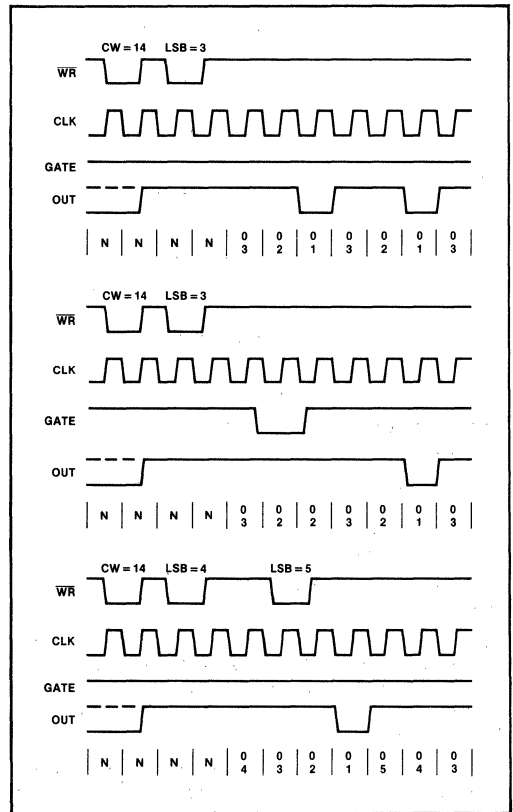 CW = 14 LSB = 3
WR
CLK
GATE
OUT
N N N N 0 0 0 0 0 0 0
3 2 1 3 2 1 3
CW = 14 LSB = 3
WR
CLK
GATE
OUT
N N N N 0 0 0 0 0 0 0
3 2 2 3 2 1 3
CW = 14 LSB = 4 LSB = 5
WR
CLK
GATE
OUT
N N N N 0 0 0 0 0 0 0
4 3 2 1 5 4 3